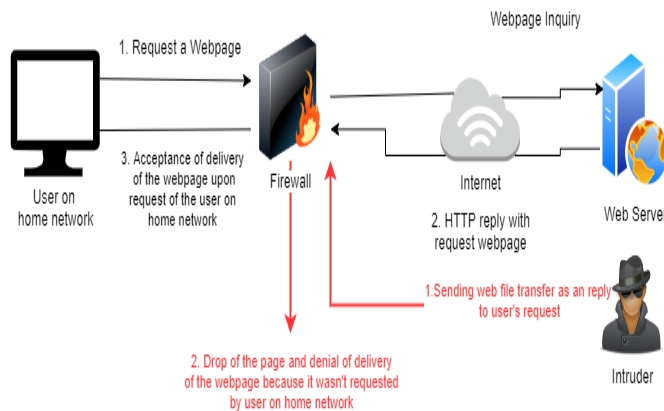 Webpage Inquiry
1. Request a Webpage
3. Acceptance of delivery
of the webpage upon
request of the user on
home network
User on
home network
Firewall
Internet
Web Server
2. HTTP reply with
request webpage
1.Sending web file transfer as an reply
to user's request
2. Drop of the page and denial of delivery
of the webpage because it wasn't requested
by user on home network
Intruder